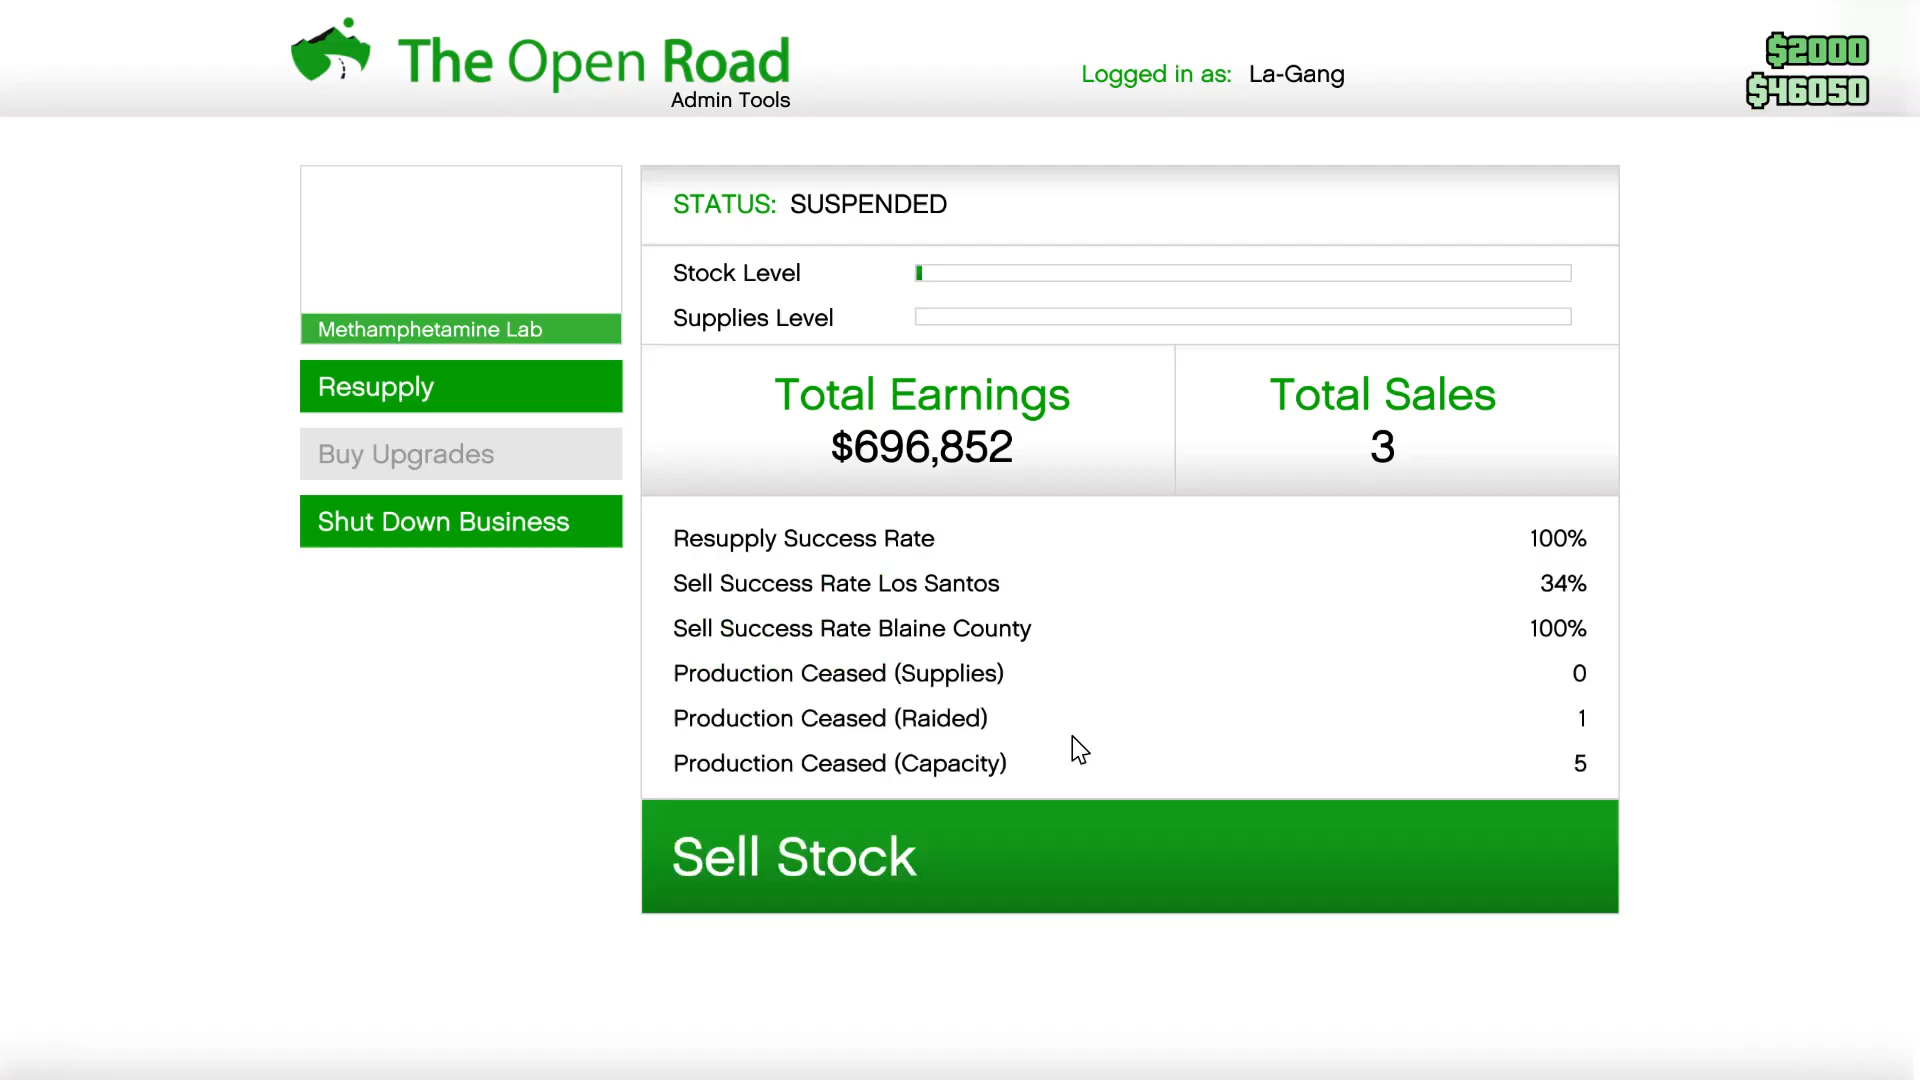 The Open Road
Admin Tools
Logged in as: La-Gang
$2000
$46050
Methamphetamine Lab
Resupply
Buy Upgrades
Shut Down Business
STATUS: SUSPENDED
Stock Level
Supplies Level
Total Earnings
$696,852
Total Sales
3
Resupply Success Rate 100%
Sell Success Rate Los Santos 34%
Sell Success Rate Blaine County 100%
Production Ceased (Supplies) 0
Production Ceased (Raided) 1
Production Ceased (Capacity) 5
Sell Stock